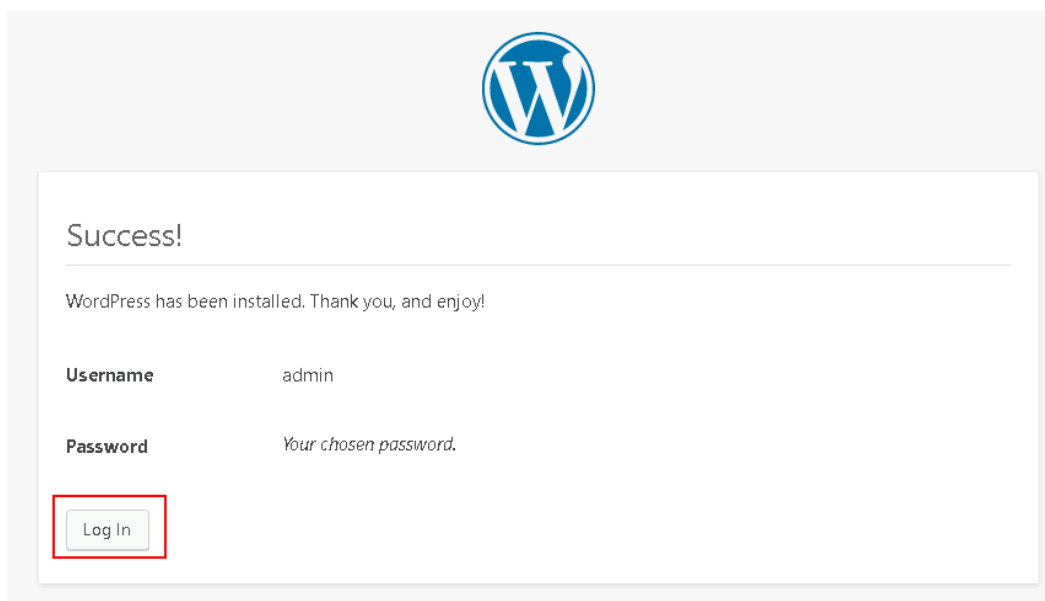 Success!
WordPress has been installed. Thank you, and enjoy!
Username admin
Password Your chosen password.
Log In